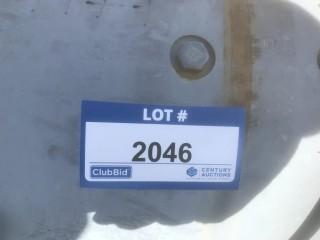 LOT #
2046
ClubBid
CENTURY
AUCTIONS